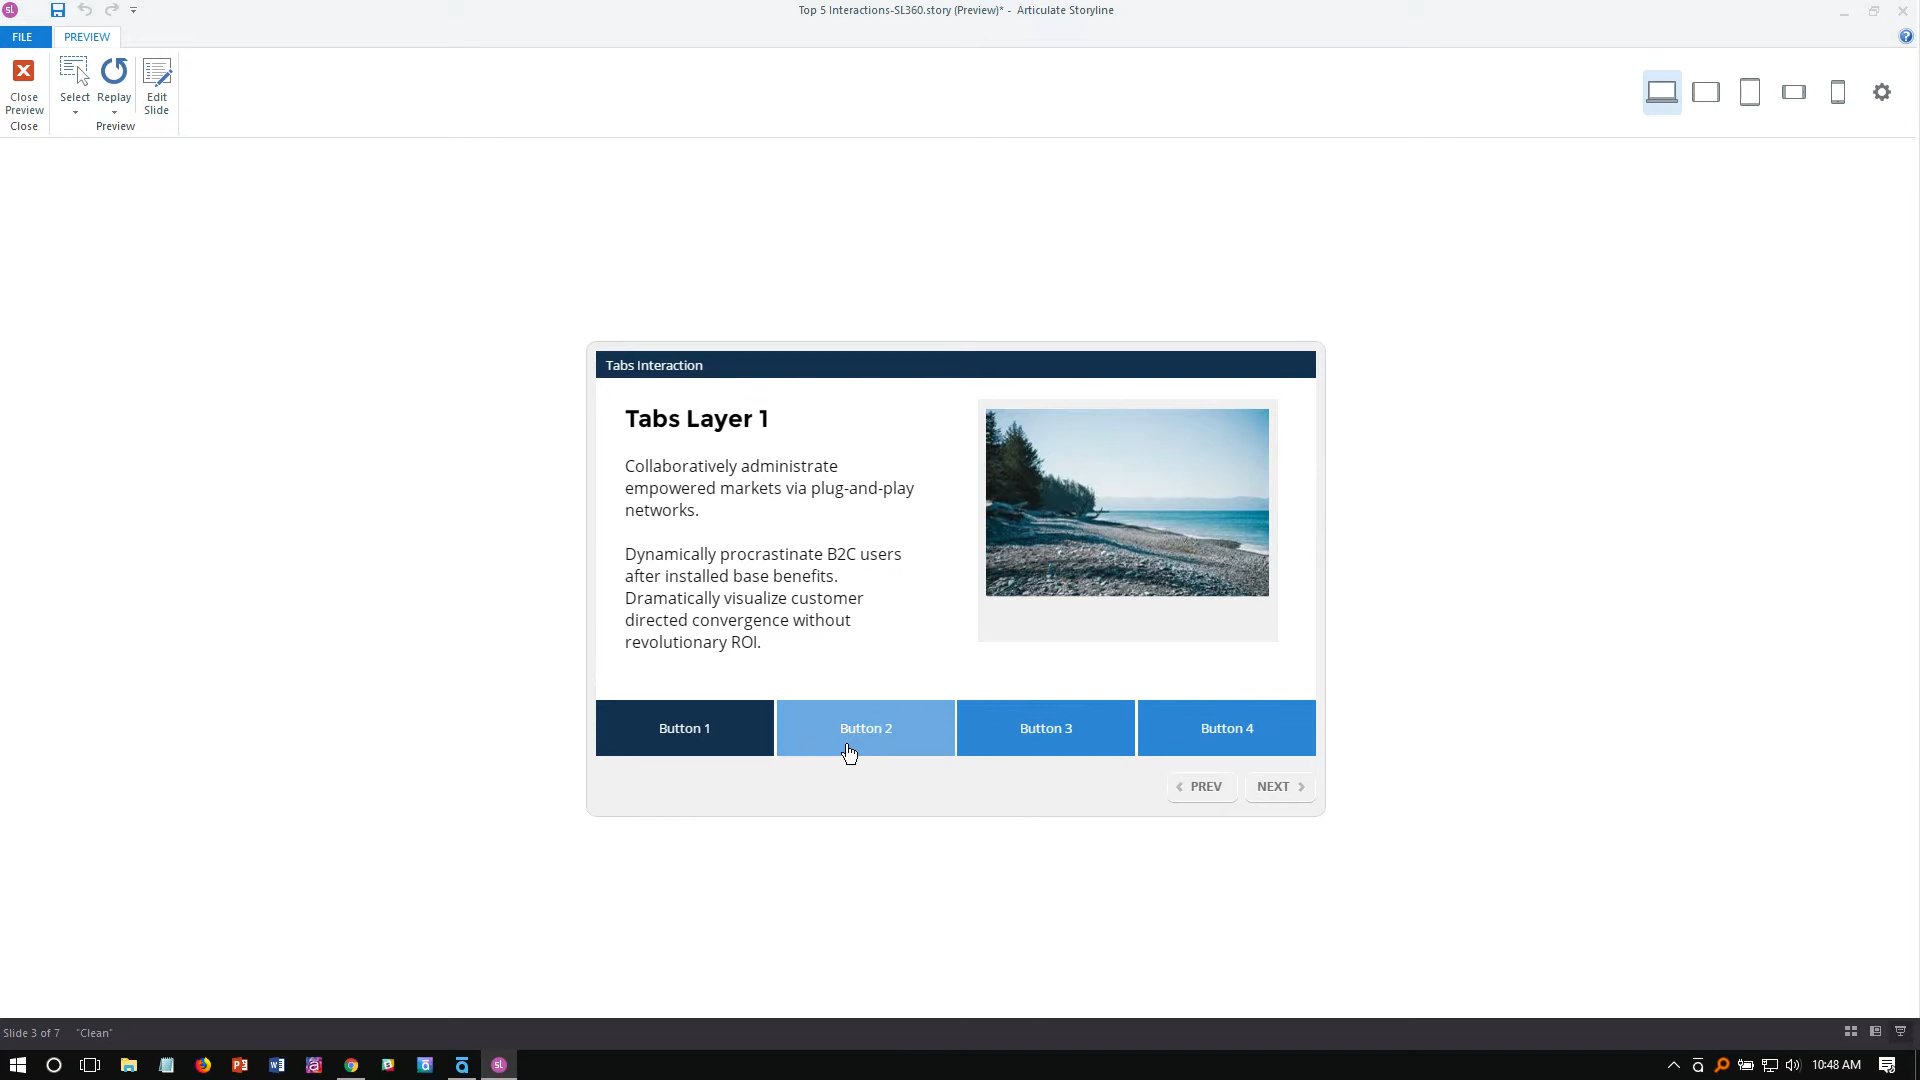 sl
Top 5 Interactions-SL360.story (Preview)* - Articulate Storyline
FILE
PREVIEW
?
Close
Preview
Select
Replay
Edit
Slide
Close
Preview
Tabs Interaction
Tabs Layer 1
Collaboratively administrate
empowered markets via plug-and-play
networks.
Dynamically procrastinate B2C users
after installed base benefits.
Dramatically visualize customer
directed convergence without
revolutionary ROI.
Button 1
Button 2
Button 3
Button 4
PREV
NEXT
Slide 3 of 7
"Clean"
sl
10:48 AM